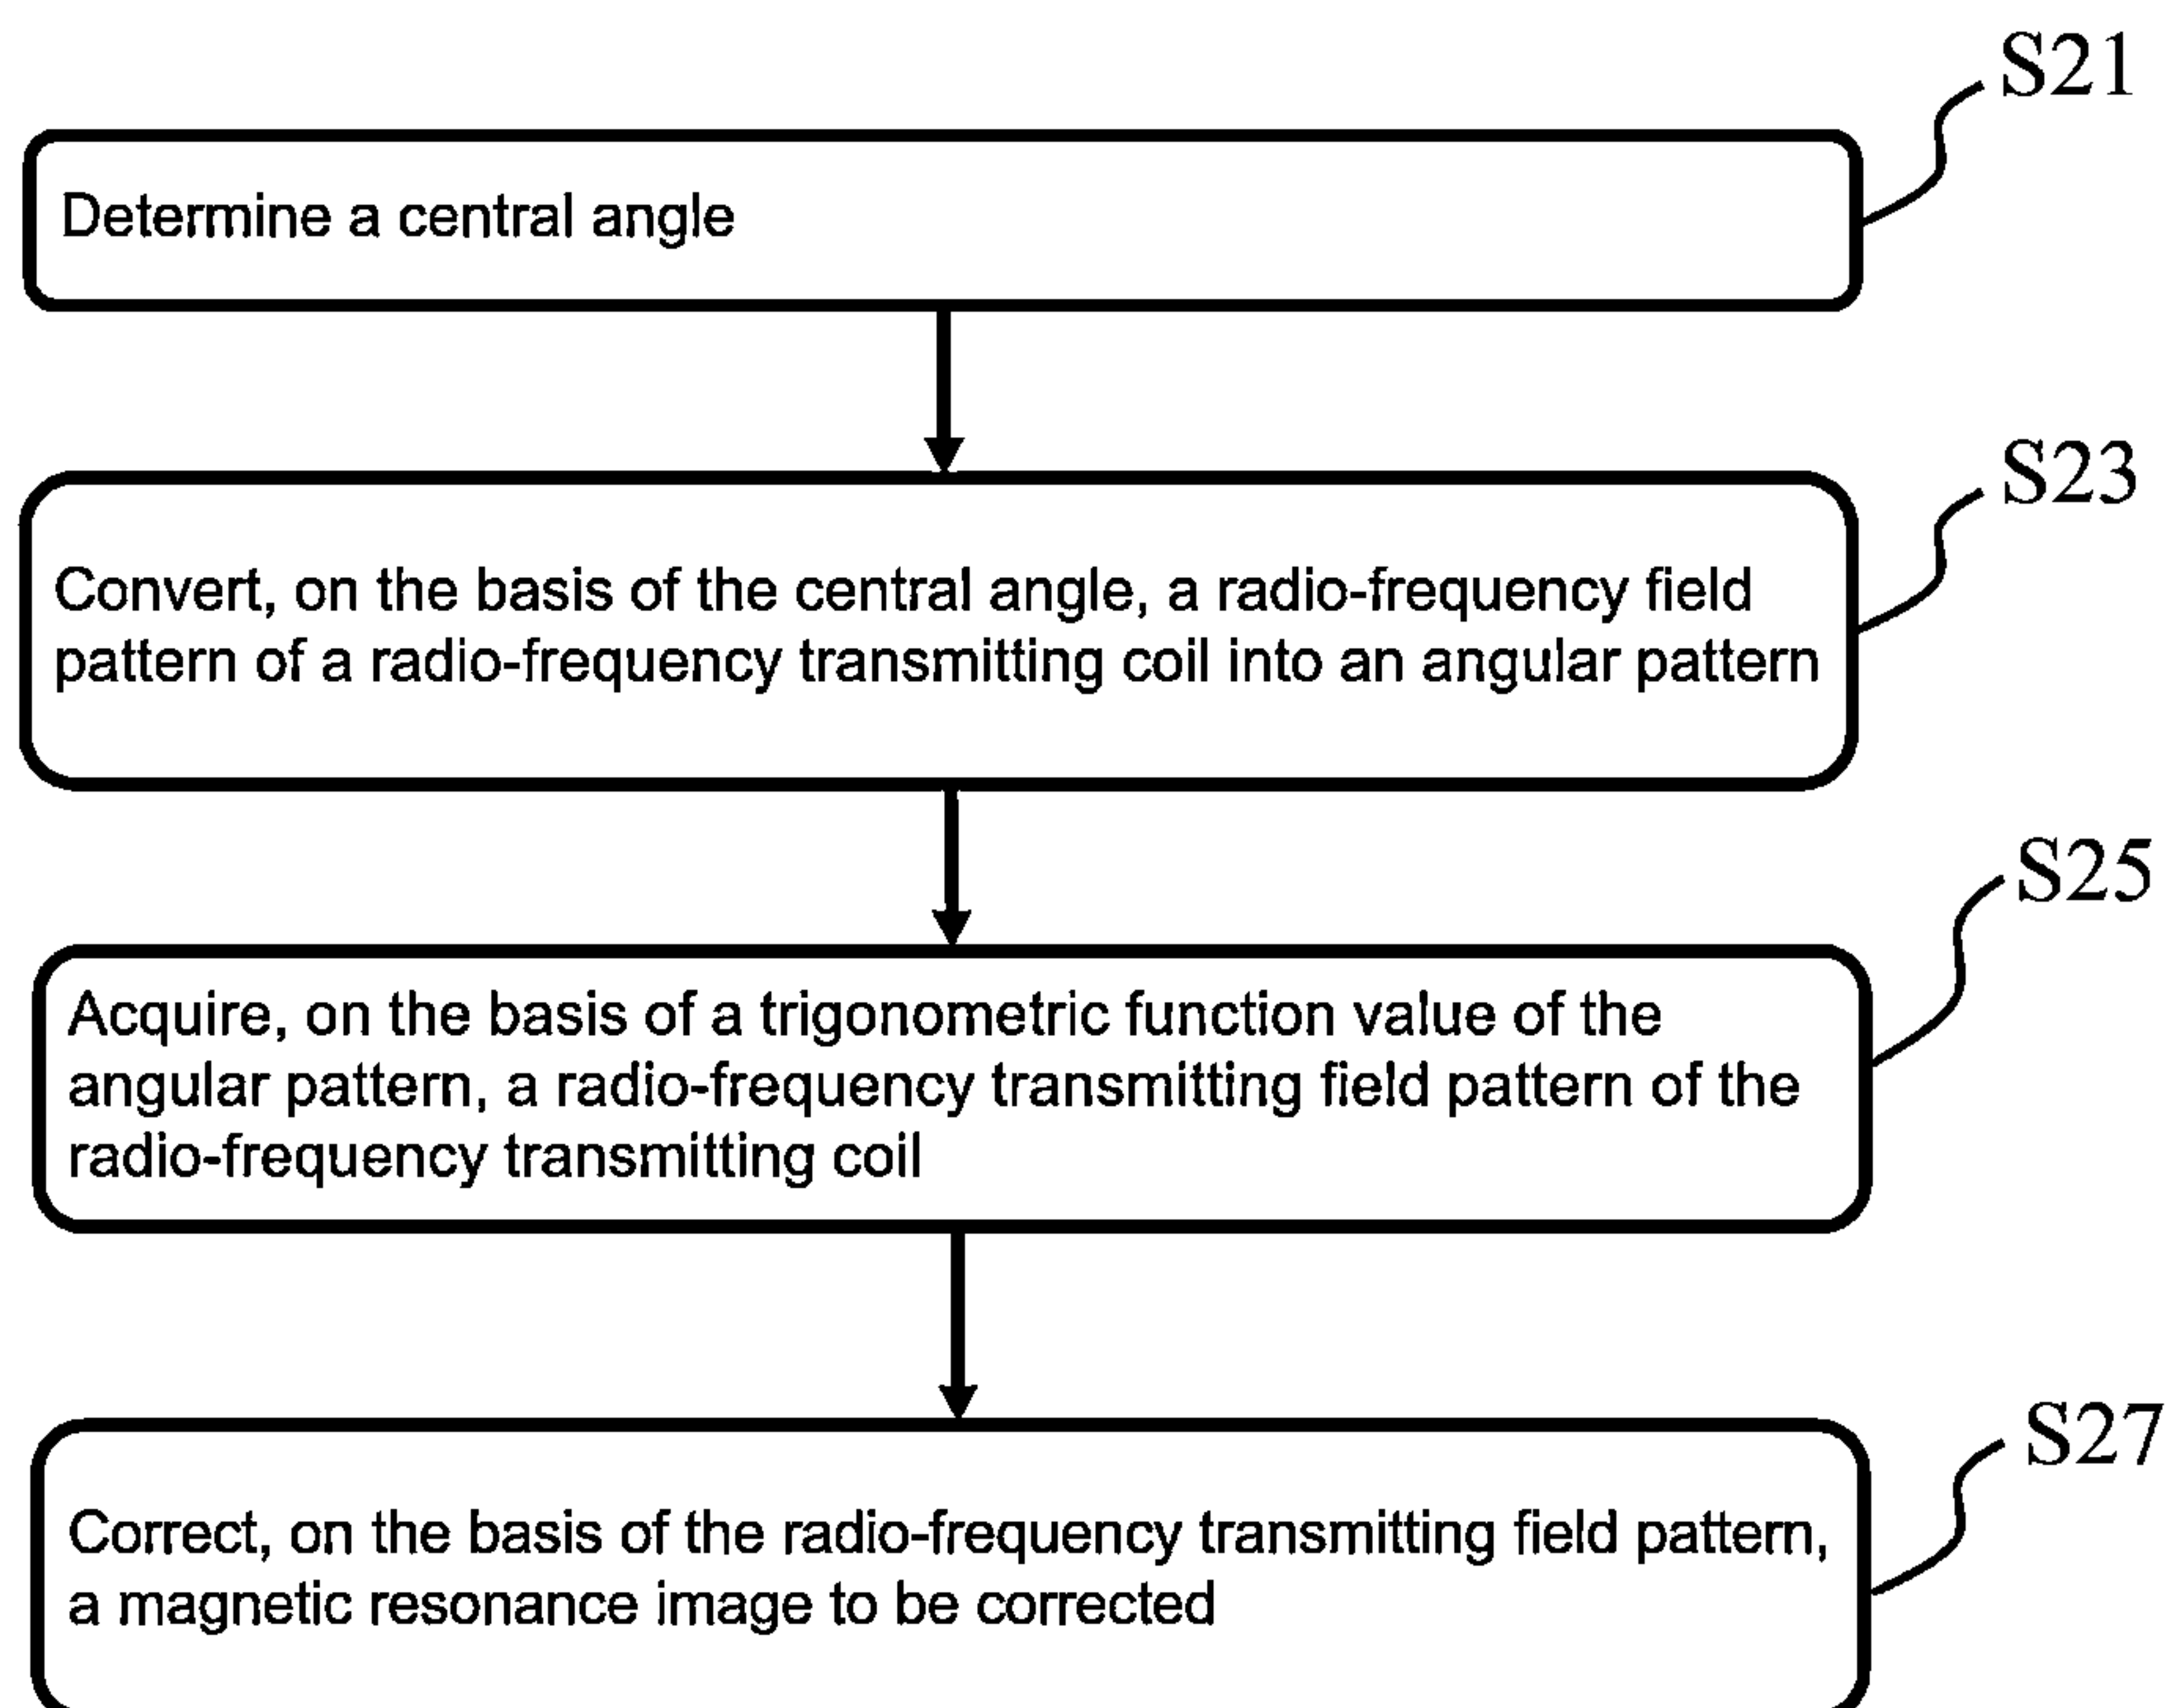 S21
Determine a central angle
S23
Convert, on the basis of the central angle, a radio-frequency field
pattern of a radio-frequency transmitting coil into an angular pattern
S25
Acquire, on the basis of a trigonometric function value of the
angular pattern, a radio-frequency transmitting field pattern of the
radio-frequency transmitting coil
S27
Correct, on the basis of the radio-frequency transmitting field pattern,
a magnetic resonance image to be corrected